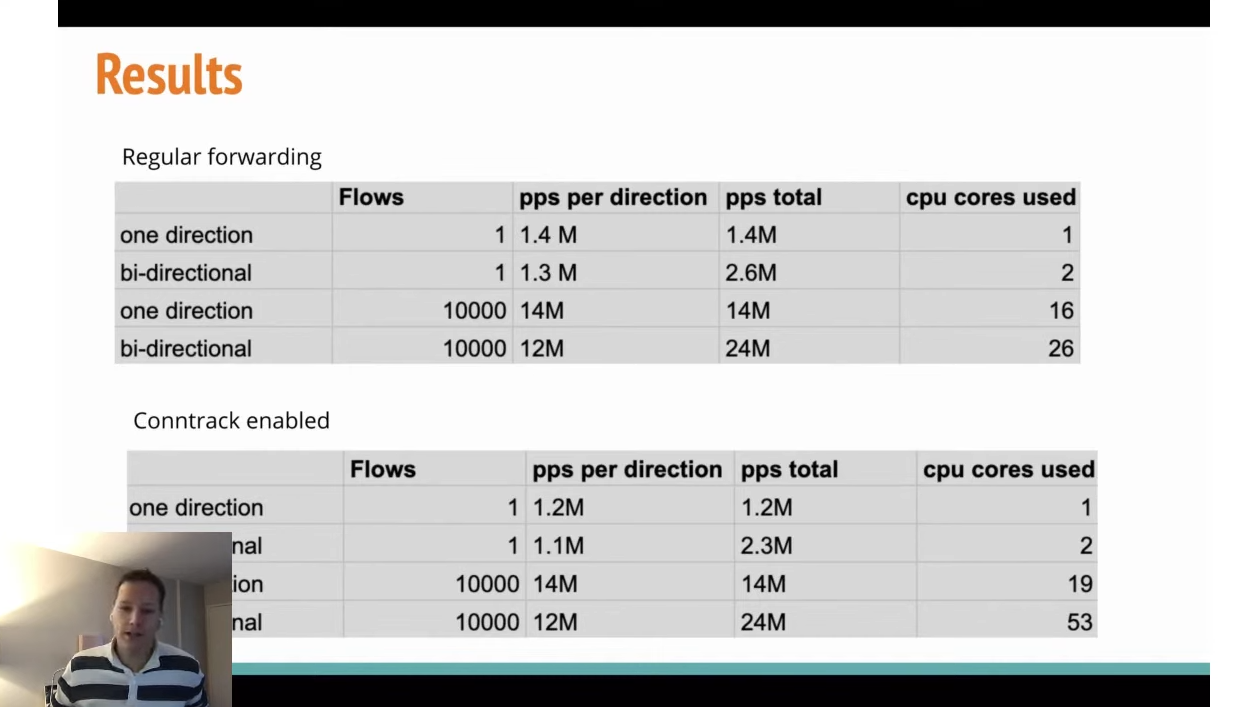 Results
Regular forwarding
Flows pps per direction pps total cpu cores used
one direction 1 1.4 M 1.4M 1
bi-directional 1 1.3 M 2.6M 2
one direction 10000 14M 14M 16
bi-directional 10000 12M 24M 26
Conntrack enabled
Flows pps per direction pps total cpu cores used
one direction 1 1.2M 1.2M 1
nal 1 1.1M 2.3M 2
ion 10000 14M 14M 19
nal 10000 12M 24M 53